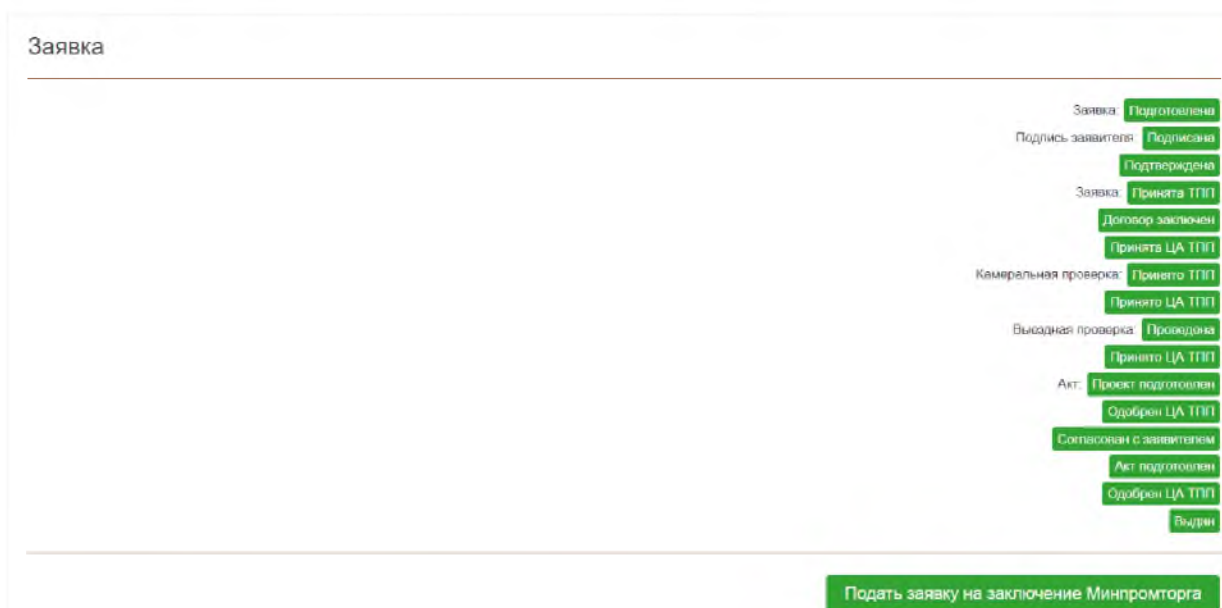 Заявка
Заявка: Подготовлена
Подпись заявителя: Подписана
Подтверждена
Заявка: Принята ТПП
Договор заключен
Принята ЦА ТПП
Камеральная проверка: Принято ТПП
Принято ЦА ТПП
Выездная проверка: Проведена
Принято ЦА ТПП
Акт: Проект подготовлен
Одобрен ЦА ТПП
Согласован с заявителем
Акт подготовлен
Одобрен ЦА ТПП
Выдан
Подать заявку на заключение Минпромторга